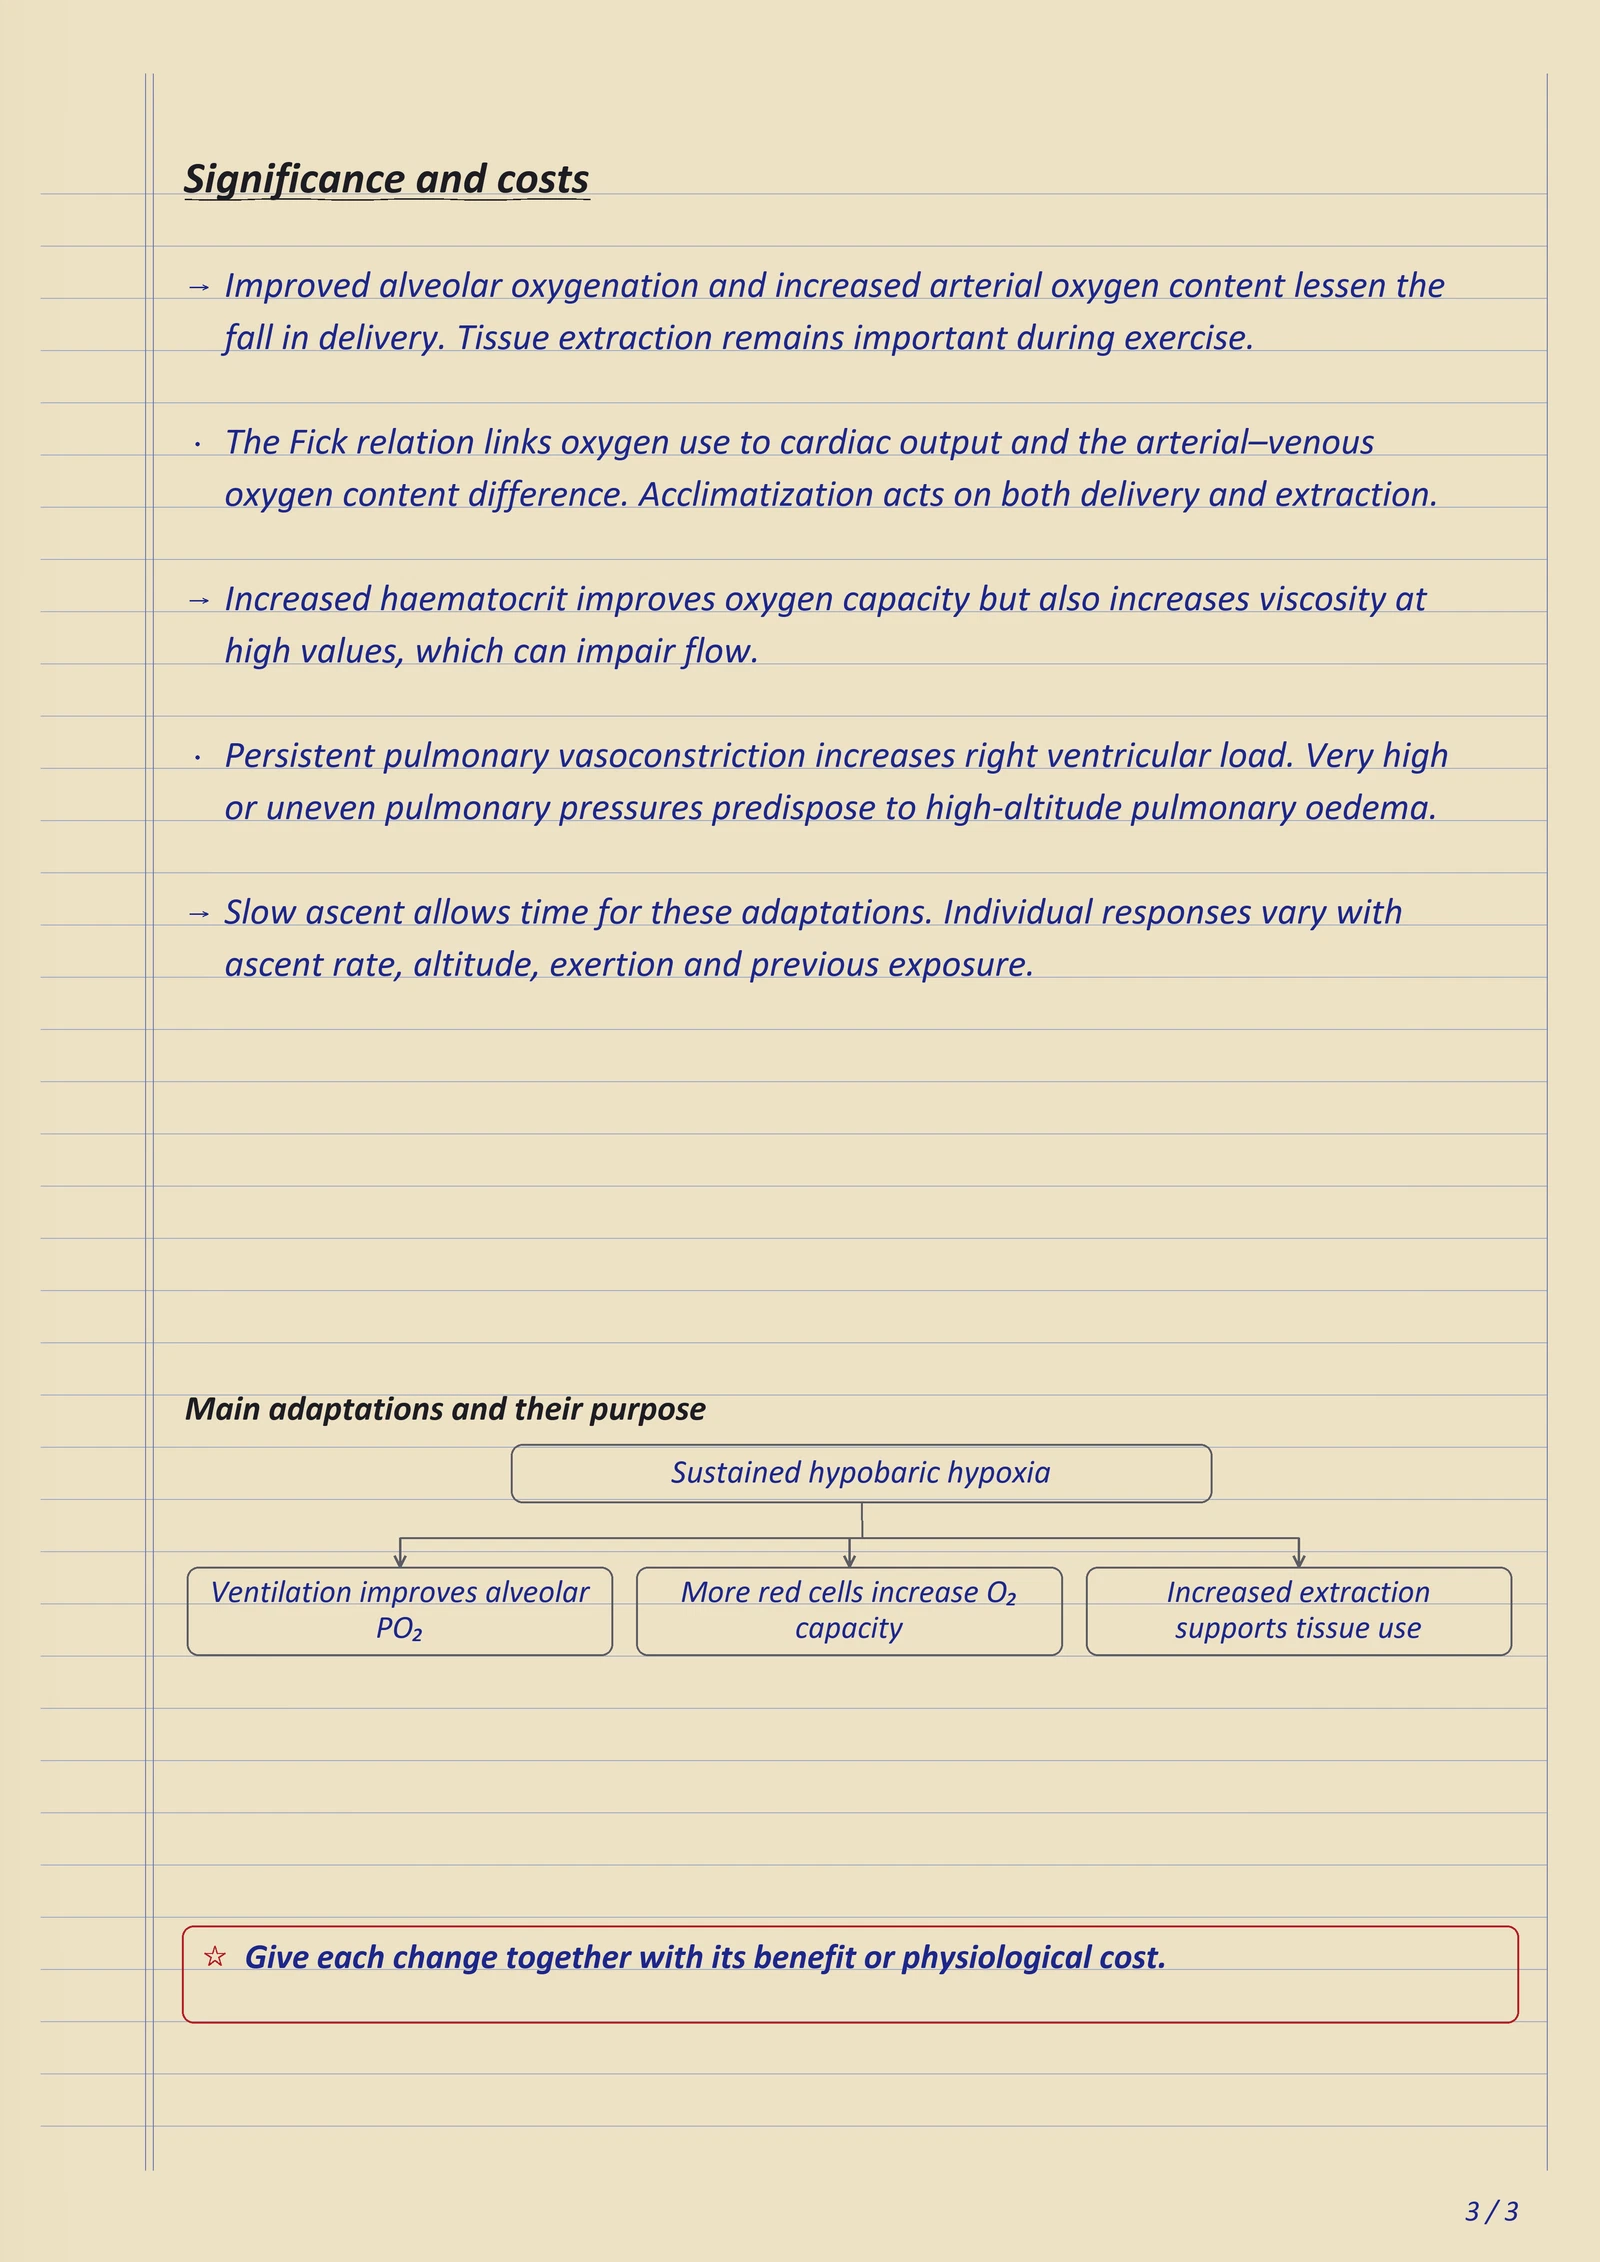 Significance and costs
→ Improved alveolar oxygenation and increased arterial oxygen content lessen the
fall in delivery. Tissue extraction remains important during exercise.
· The Fick relation links oxygen use to cardiac output and the arterial–venous
oxygen content difference. Acclimatization acts on both delivery and extraction.
→ Increased haematocrit improves oxygen capacity but also increases viscosity at
high values, which can impair flow.
· Persistent pulmonary vasoconstriction increases right ventricular load. Very high
or uneven pulmonary pressures predispose to high-altitude pulmonary oedema.
→ Slow ascent allows time for these adaptations. Individual responses vary with
ascent rate, altitude, exertion and previous exposure.
Main adaptations and their purpose
Sustained hypobaric hypoxia
Ventilation improves alveolar
PO₂
More red cells increase O₂
capacity
Increased extraction
supports tissue use
☆ Give each change together with its benefit or physiological cost.
3 / 3